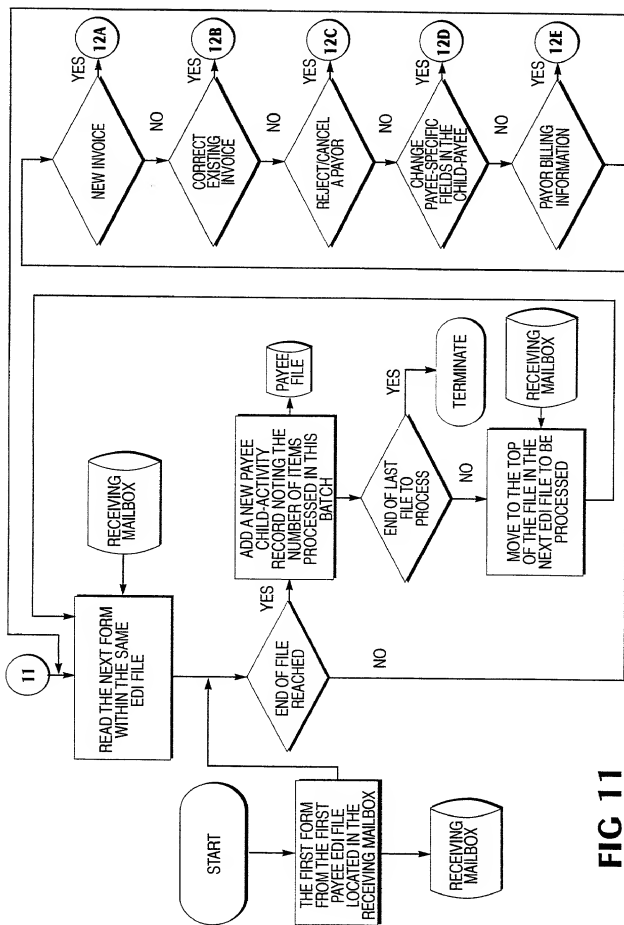 START
THE FIRST FORM
FROM THE FIRST
PAYEE EDI FILE
LOCATED IN THE
RECEIVING MAILBOX
RECEIVING
MAILBOX
11
READ THE NEXT FORM
WITHIN THE SAME
EDI FILE
RECEIVING
MAILBOX
END OF FILE
REACHED
YES
NO
ADD A NEW PAYEE
CHILD-ACTIVITY
RECORD NOTING THE
NUMBER OF ITEMS
PROCESSED IN THIS
BATCH
PAYEE
FILE
END OF LAST
FILE TO
PROCESS
YES
TERMINATE
NO
MOVE TO THE TOP
OF THE FILE IN THE
NEXT EDI FILE TO BE
PROCESSED
RECEIVING
MAILBOX
NEW INVOICE
YES
12A
NO
CORRECT
EXISTING
INVOICE
YES
12B
NO
REJECT/CANCEL
A PAYOR
YES
12C
NO
CHANGE
PAYEE-SPECIFIC
FIELDS IN THE
CHILD-PAYEE
YES
12D
NO
PAYOR BILLING
INFORMATION
YES
12E
FIG 11